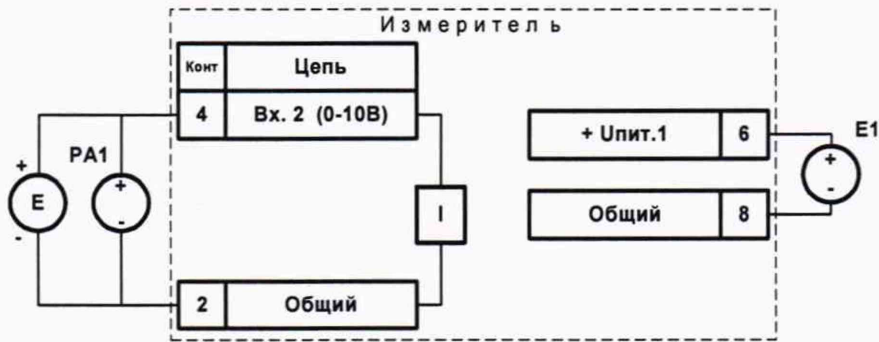 Измеритель
Конт Цепь
4 Вх. 2 (0-10В)
+ Uпит.1 6
E1
+
-
PA1
+
E
-
+
-
I
Общий 8
2 Общий